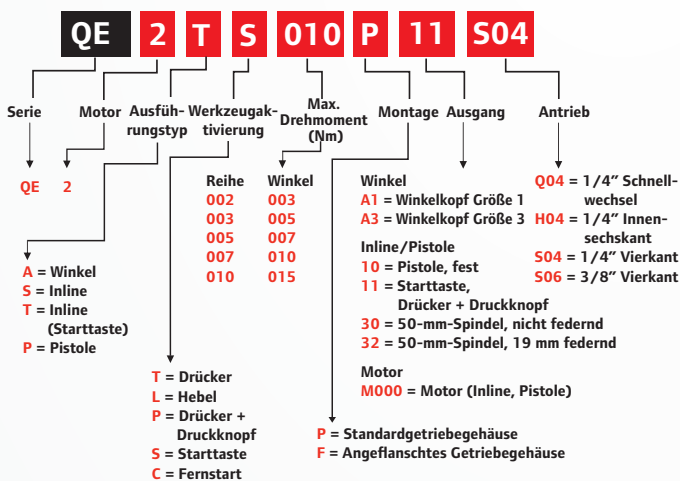 QE 2 T S 010 P 11 S04
Serie
Motor
Ausfüh-
rungstyp
Werkzeugak-
tivierung
Max.
Drehmoment
(Nm)
Montage
Ausgang
Antrieb
QE
2
A = Winkel
S = Inline
T = Inline
(Starttaste)
P = Pistole
T = Drücker
L = Hebel
P = Drücker +
Druckknopf
S = Starttaste
C = Fernstart
Reihe Winkel
002 003
003 005
005 007
007 010
010 015
P = Standardgetriebegehäuse
F = Angeflanschtes Getriebegehäuse
Winkel
A1 = Winkelkopf Größe 1
A3 = Winkelkopf Größe 3
Inline/Pistole
10 = Pistole, fest
11 = Starttaste,
Drücker + Druckknopf
30 = 50-mm-Spindel, nicht federnd
32 = 50-mm-Spindel, 19 mm federnd
Motor
M000 = Motor (Inline, Pistole)
Q04 = 1/4″ Schnell-
wechsel
H04 = 1/4″ Innen-
sechskant
S04 = 1/4″ Vierkant
S06 = 3/8″ Vierkant